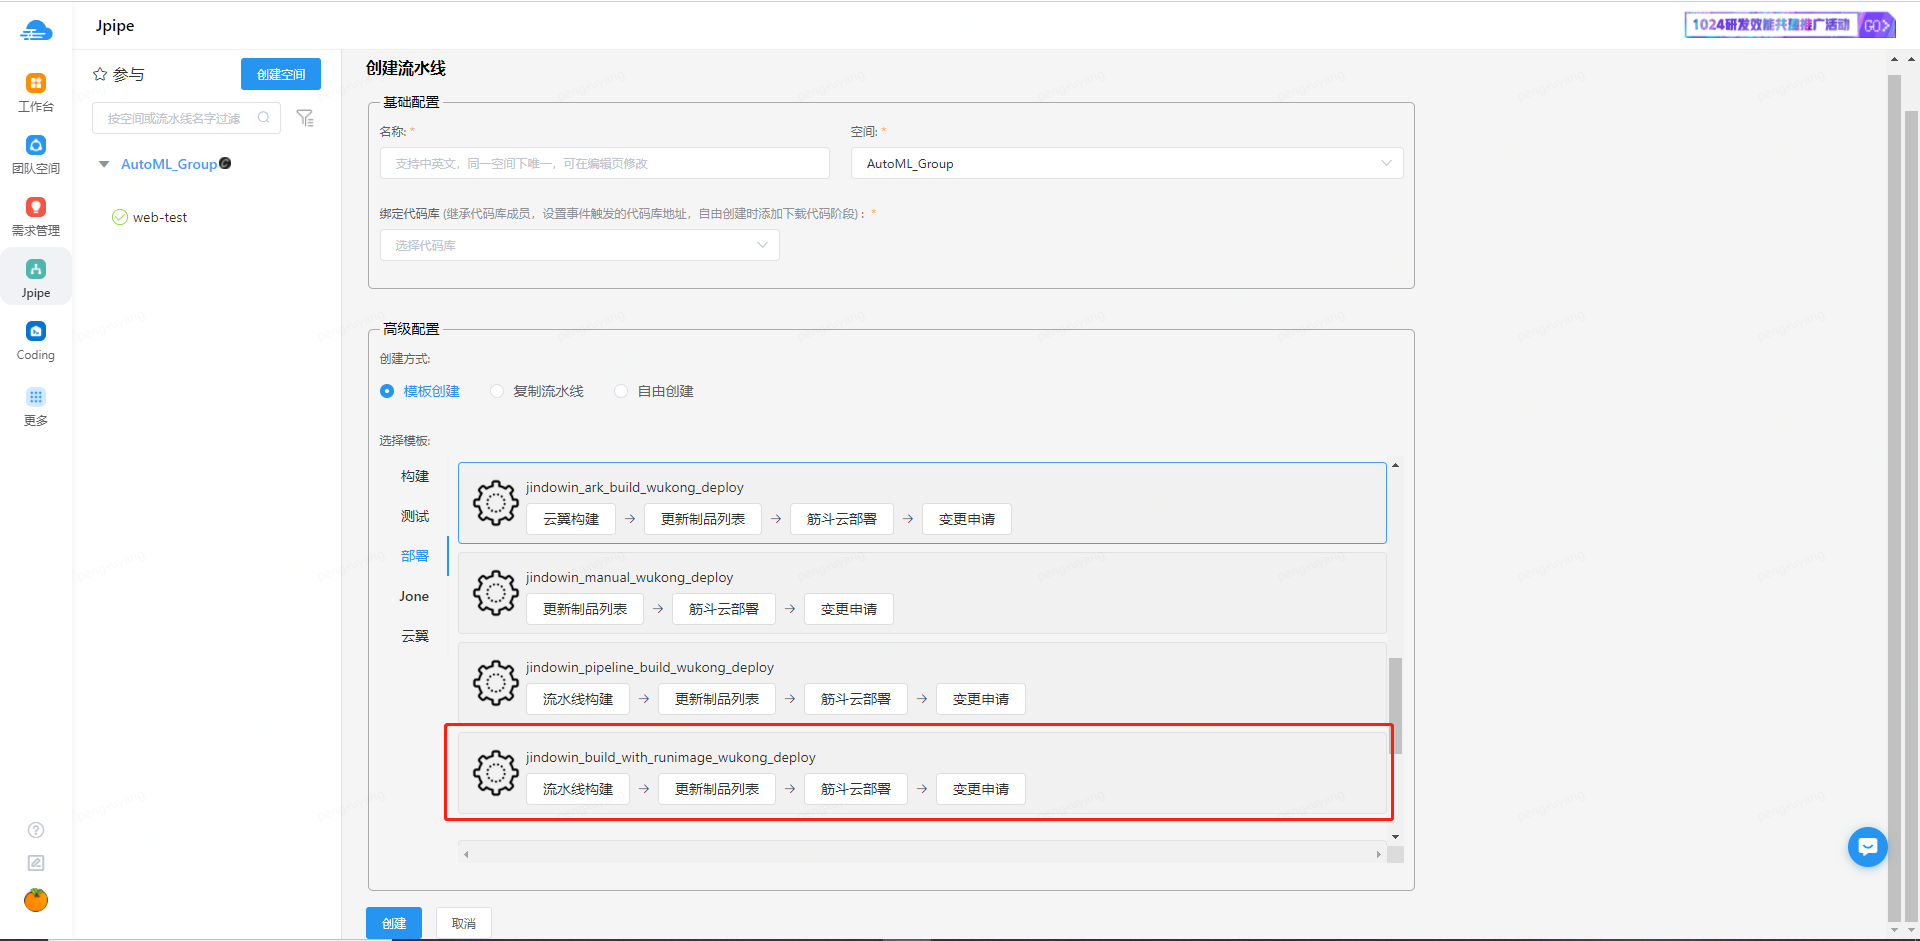 Jpipe
1024研发效能共建推广活动 GO>
工作台
团队空间
需求管理
Jpipe
Coding
更多
参与
创建空间
按空间或流水线名字过滤
AutoML_Group
web-test
创建流水线
基础配置
名称: *
空间: *
支持中英文，同一空间下唯一，可在编辑页修改
AutoML_Group
绑定代码库 (继承代码库成员，设置事件触发的代码库地址，自由创建时添加下载代码阶段) : *
选择代码库
高级配置
创建方式:
模板创建 复制流水线 自由创建
选择模板:
构建
测试
部署
Jone
云翼
jindowin_ark_build_wukong_deploy
云翼构建 → 更新制品列表 → 筋斗云部署 → 变更申请
jindowin_manual_wukong_deploy
更新制品列表 → 筋斗云部署 → 变更申请
jindowin_pipeline_build_wukong_deploy
流水线构建 → 更新制品列表 → 筋斗云部署 → 变更申请
jindowin_build_with_runimage_wukong_deploy
流水线构建 → 更新制品列表 → 筋斗云部署 → 变更申请
创建 取消